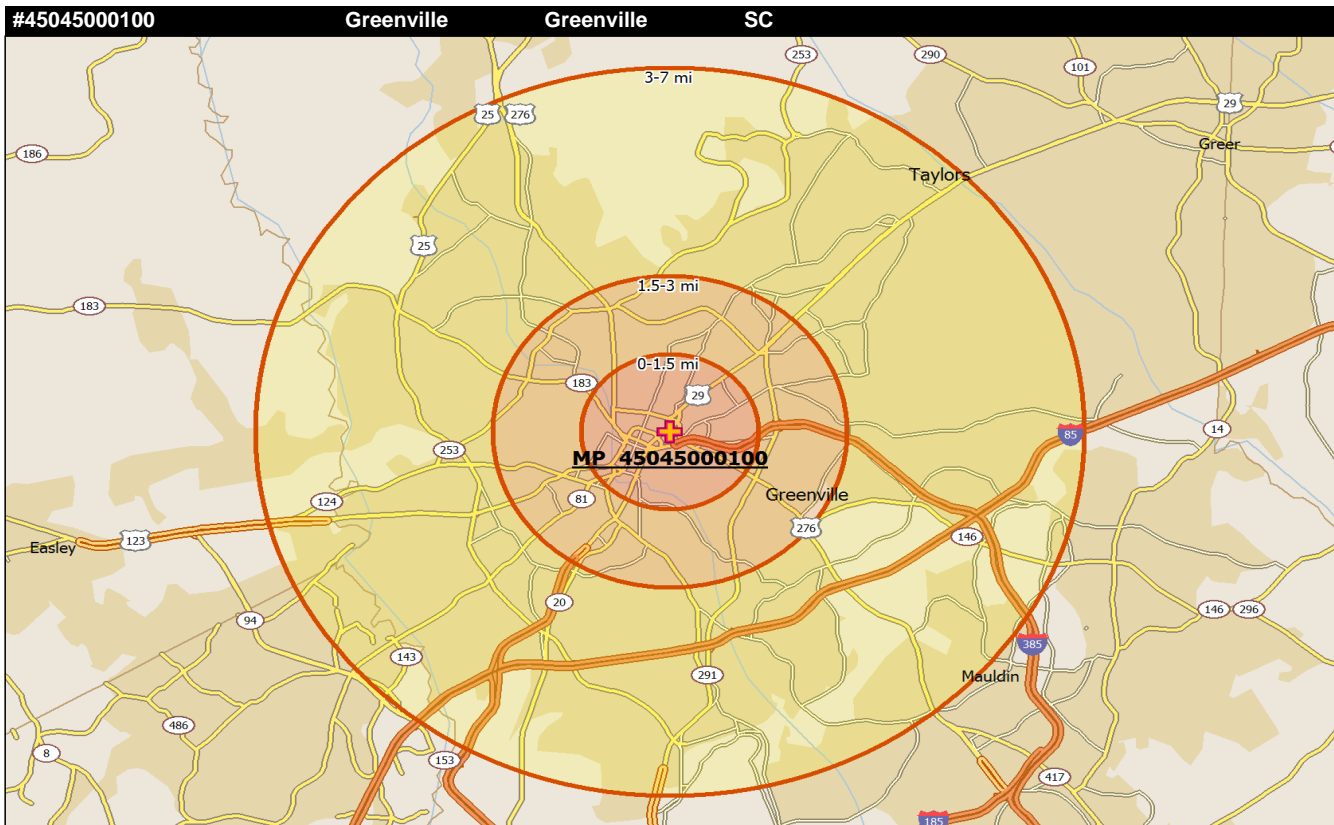 #45045000100 Greenville Greenville SC
253
290
101
3-7 mi
29
25 276
Greer
186
Taylors
25
1.5-3 mi
183
0-1.5 mi
183
29
14
85
MP 45045000100
253
81
Greenville
124
276
146
123
Easley
20
146 296
94
385
143
291
Mauldin
486
8
153
417
185